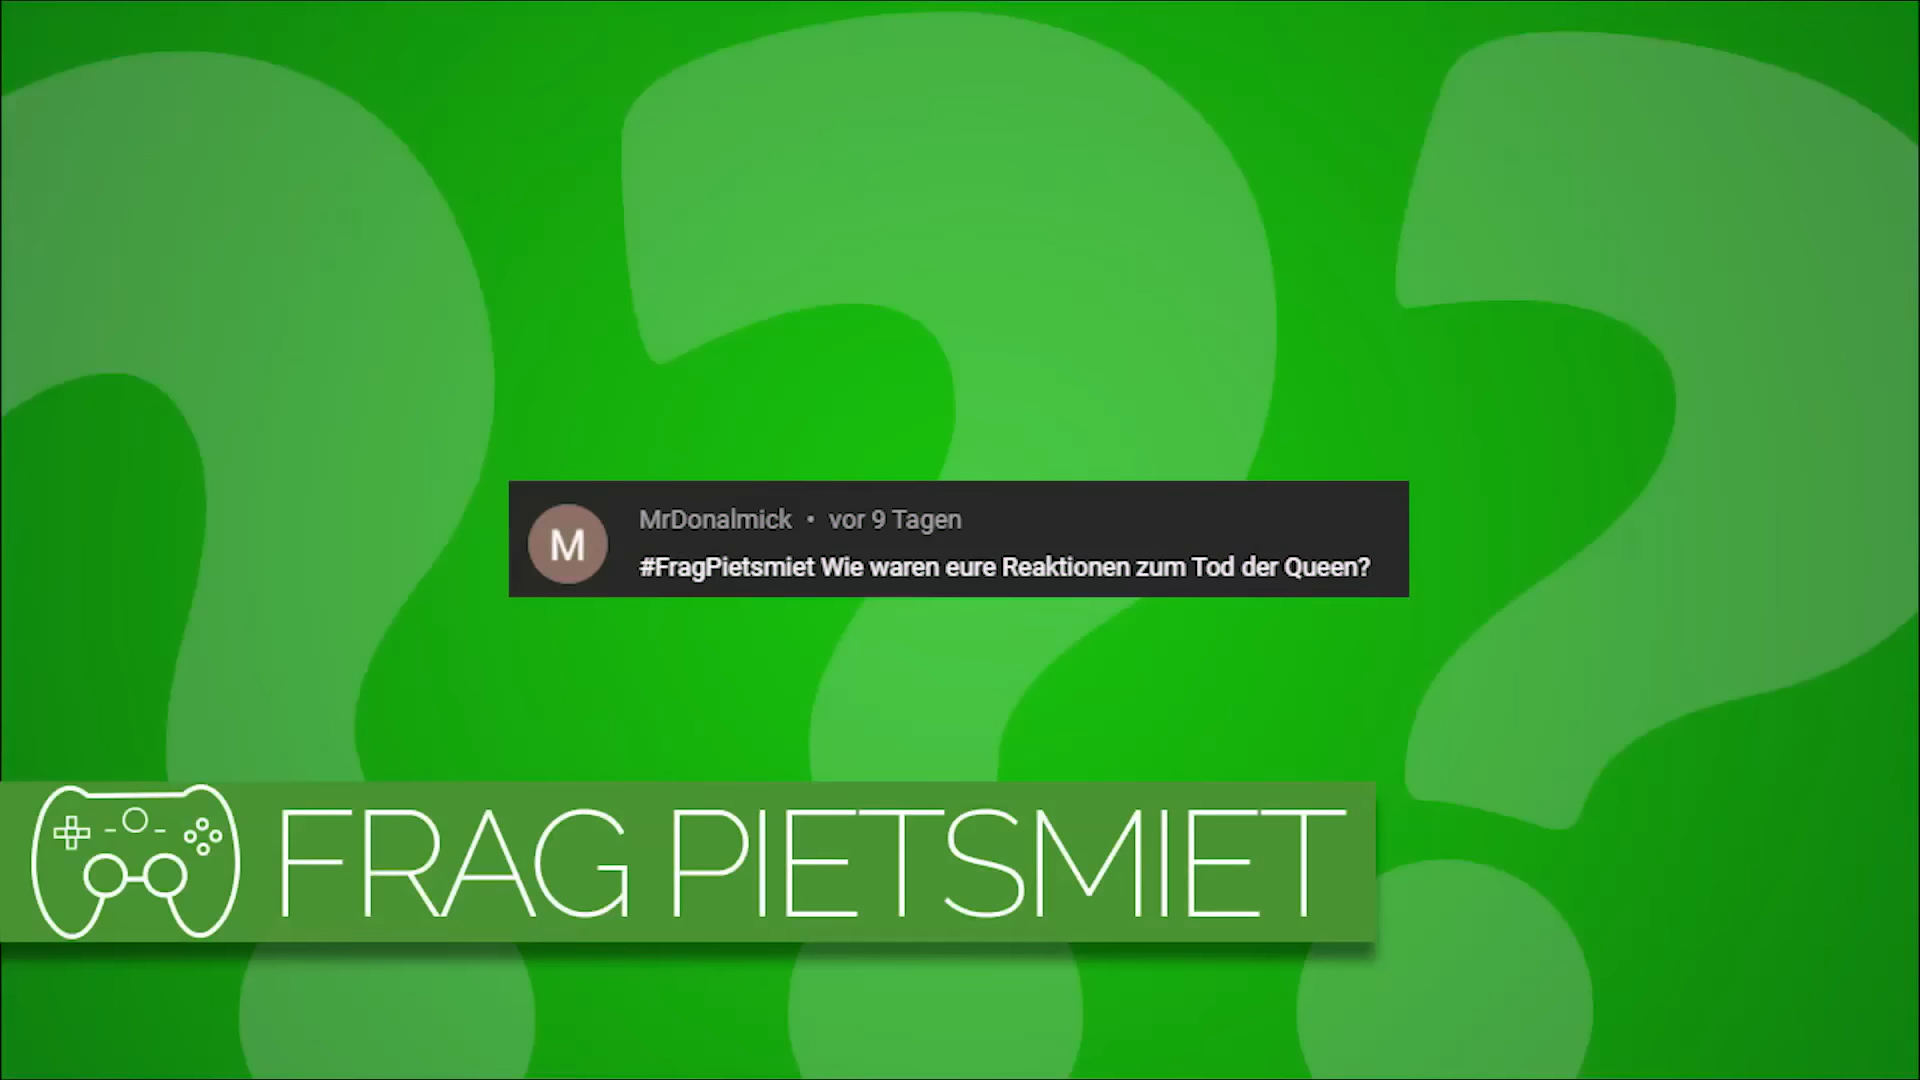 M
MrDonalmick • vor 9 Tagen
#FragPietsmiet Wie waren eure Reaktionen zum Tod der Queen?
FRAG PIETSMIET